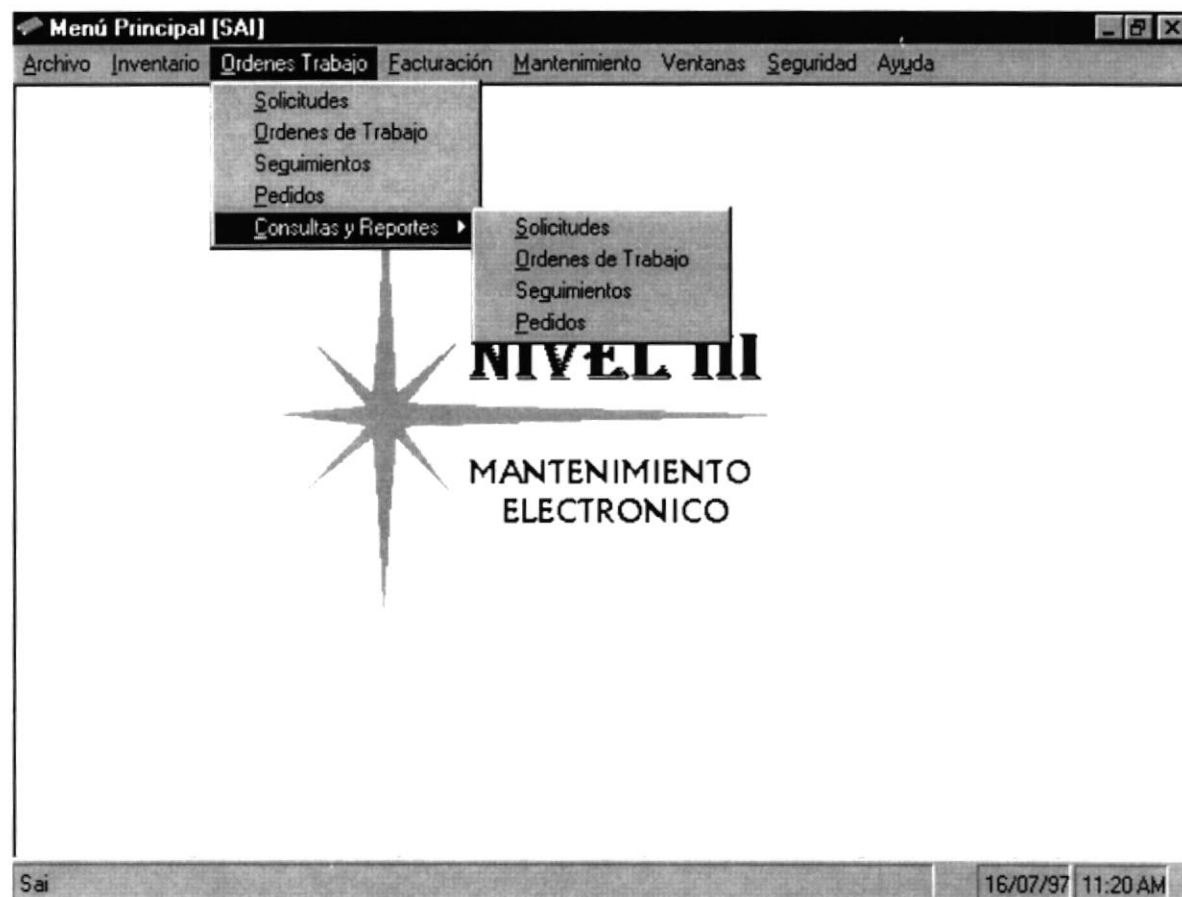 Menú Principal [SAI]
Archivo Inventario Ordenes Trabajo Facturación Mantenimiento Ventanas Seguridad Ayuda
Solicitudes
Ordenes de Trabajo
Seguimientos
Pedidos
Consultas y Reportes
Solicitudes
Ordenes de Trabajo
Seguimientos
Pedidos
NIVEL III
MANTENIMIENTO
ELECTRONICO
Sai 16/07/97 11:20 AM